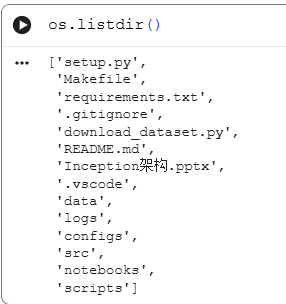 os.listdir()
['setup.py',
'Makefile',
'requirements.txt',
'.gitignore',
'download_dataset.py',
'README.md',
'Inception架构.pptx',
'.vscode',
'data',
'logs',
'configs',
'src',
'notebooks',
'scripts']